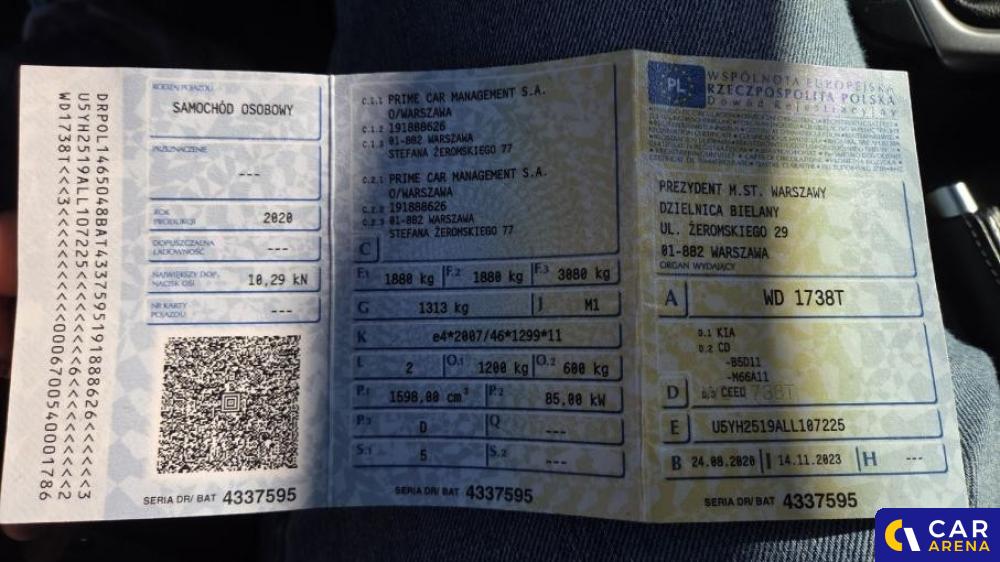 DRPOL1465048BAT4337595191888626<<<<<3
U5YH2519ALL107225<<<<<<<<<6<<<<<<<<2
RODZAJ POJAZDU
SAMOCHÓD OSOBOWY
PRZEZNACZENIE
---
ROK PRODUKCJI 2020
DOPUSZCZALNA ŁADOWNOŚĆ ---
NAJWIĘKSZY DOP. NACISK OSI 10,29 kN
NR KARTY POJAZDU ---
SERIA DR/ BAT 4337595
C.1.1 PRIME CAR MANAGEMENT S.A.
O/WARSZAWA
C.1.2 191888626
C.1.3 01-882 WARSZAWA
STEFANA ŻEROMSKIEGO 77
C.2.1 PRIME CAR MANAGEMENT S.A.
O/WARSZAWA
C.2.2 191888626
C.2.3 01-882 WARSZAWA
STEFANA ŻEROMSKIEGO 77
C
F.1 1880 kg F.2 1880 kg F.3 3080 kg
G 1313 kg J M1
K e4*2007/46*1299*11
L 2 O.1 1200 kg O.2 600 kg
P.1 1598,00 cm³ P.2 85,00 kW
P.3 D Q ---
S.1 5 S.2 ---
SERIA DR/ BAT 4337595
PL WSPÓLNOTA EUROPEJSKA
RZECZPOSPOLITA POLSKA
Dowód Rejestracyjny
PREZYDENT M.ST. WARSZAWY
DZIELNICA BIELANY
UL. ŻEROMSKIEGO 29
01-882 WARSZAWA
ORGAN WYDAJĄCY
A WD 1738T
D.1 KIA
D.2 CD
-B5D11
-M66A11
D D.3 CEED
E U5YH2519ALL107225
B 24.08.2020 I 14.11.2023 H ---
SERIA DR/ BAT 4337595
CAR
ARENA